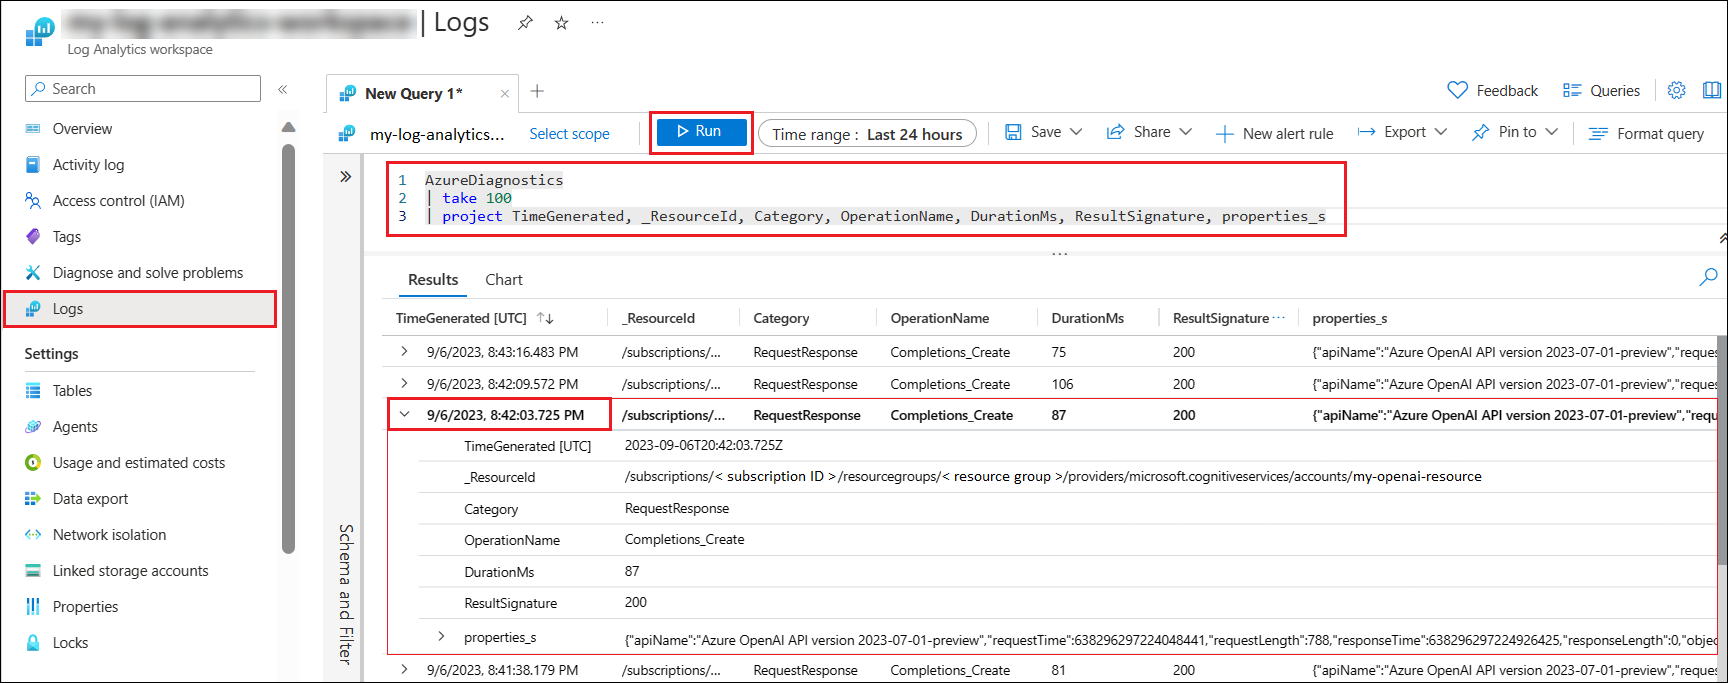 | Logs
Log Analytics workspace
Search
Overview
Activity log
Access control (IAM)
Tags
Diagnose and solve problems
Logs
Settings
Tables
Agents
Usage and estimated costs
Data export
Network isolation
Linked storage accounts
Properties
Locks
New Query 1*
Feedback
Queries
my-log-analytics...
Select scope
Run
Time range : Last 24 hours
Save
Share
New alert rule
Export
Pin to
Format query
Schema and Filter
1 AzureDiagnostics
2 | take 100
3 | project TimeGenerated, _ResourceId, Category, OperationName, DurationMs, ResultSignature, properties_s
Results
Chart
TimeGenerated [UTC] _ResourceId Category OperationName DurationMs ResultSignature properties_s
9/6/2023, 8:43:16.483 PM /subscriptions/... RequestResponse Completions_Create 75 200 {"apiName":"Azure OpenAI API version 2023-07-01-preview","reques
9/6/2023, 8:42:09.572 PM /subscriptions/... RequestResponse Completions_Create 106 200 {"apiName":"Azure OpenAI API version 2023-07-01-preview","reques
9/6/2023, 8:42:03.725 PM /subscriptions/... RequestResponse Completions_Create 87 200 {"apiName":"Azure OpenAI API version 2023-07-01-preview","requ
TimeGenerated [UTC] 2023-09-06T20:42:03.725Z
_ResourceId /subscriptions/< subscription ID >/resourcegroups/< resource group >/providers/microsoft.cognitiveservices/accounts/my-openai-resource
Category RequestResponse
OperationName Completions_Create
DurationMs 87
ResultSignature 200
properties_s {"apiName":"Azure OpenAI API version 2023-07-01-preview","requestTime":638296297224048441,"requestLength":788,"responseTime":638296297224926425,"responseLength":0,"objec
9/6/2023, 8:41:38.179 PM /subscriptions/... RequestResponse Completions_Create 81 200 {"apiName":"Azure OpenAI API version 2023-07-01-preview","reques